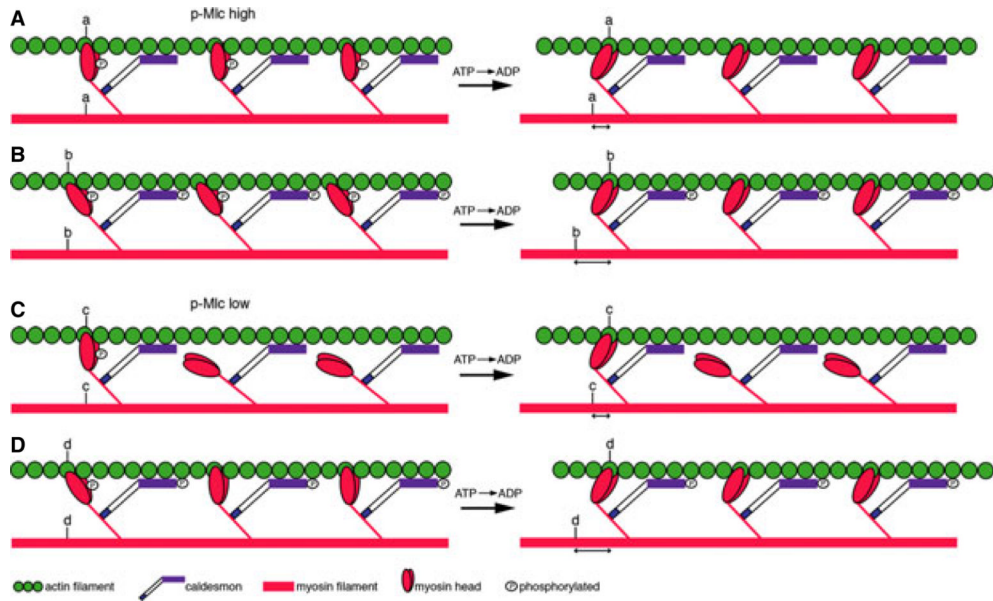 A
p-Mlc high
a
a
P
P
P
ATP → ADP
a
a
B
b
b
P
P
P
P
P
P
ATP → ADP
b
b
P
P
P
C
p-Mlc low
c
c
P
ATP → ADP
c
c
D
d
d
P
P
P
P
ATP → ADP
d
d
P
P
P
actin filament
caldesmon
myosin filament
myosin head
P phosphorylated